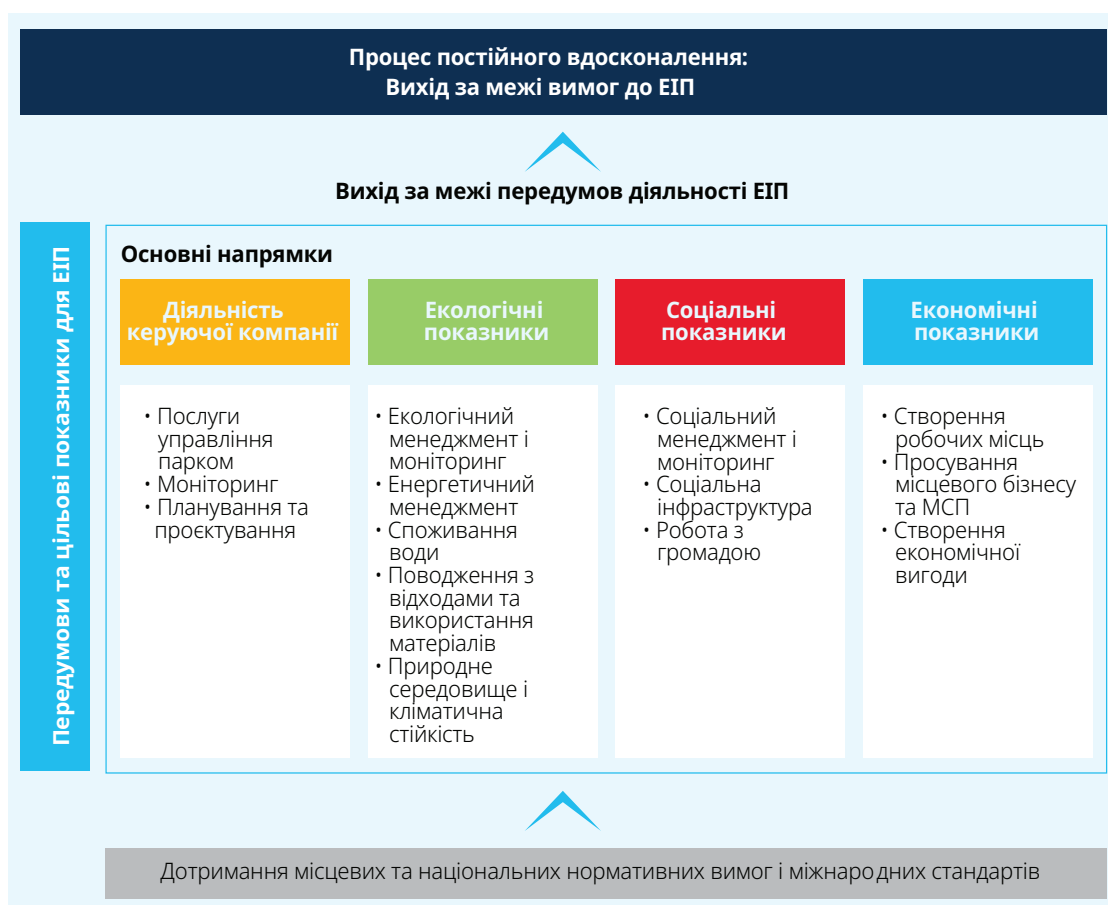 Процес постійного вдосконалення:
Вихід за межі вимог до ЕІП
Вихід за межі передумов діяльності ЕІП
Передумови та цільові показники для ЕІП
Основні напрямки
Діяльність
керуючої компанії
• Послуги
управління
парком
• Моніторинг
• Планування та
проєктування
Екологічні
показники
• Екологічний
менеджмент і
моніторинг
• Енергетичний
менеджмент
• Споживання
води
• Поводження з
відходами та
використання
матеріалів
• Природне
середовище і
кліматична
стійкість
Соціальні
показники
• Соціальний
менеджмент і
моніторинг
• Соціальна
інфраструктура
• Робота з
громадою
Економічні
показники
• Створення
робочих місць
• Просування
місцевого бізнесу
та МСП
• Створення
економічної
вигоди
Дотримання місцевих та національних нормативних вимог і міжнародних стандартів